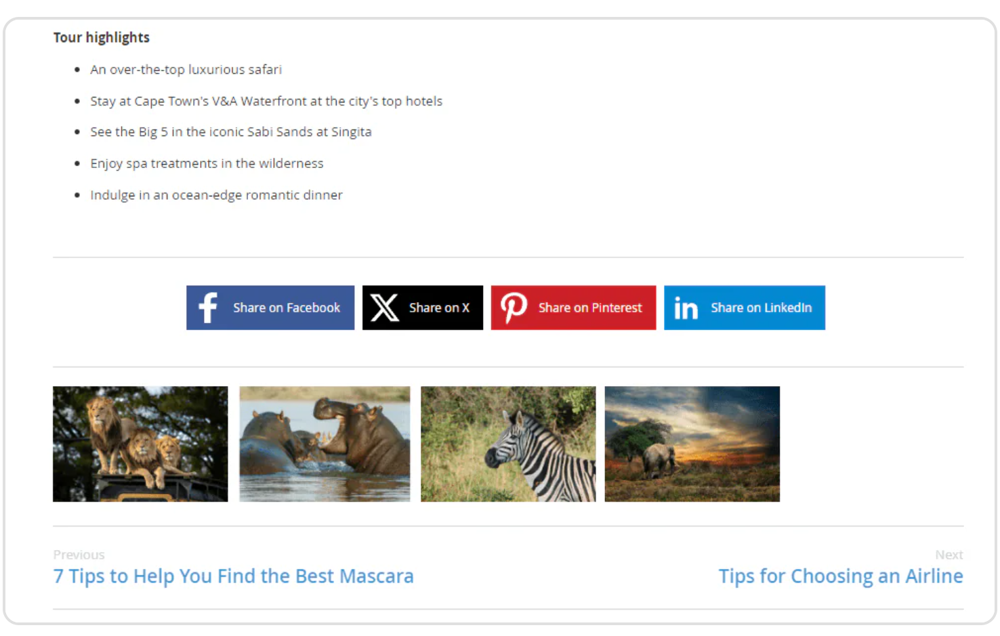 Tour highlights
An over-the-top luxurious safari
Stay at Cape Town's V&A Waterfront at the city's top hotels
See the Big 5 in the iconic Sabi Sands at Singita
Enjoy spa treatments in the wilderness
Indulge in an ocean-edge romantic dinner
Share on Facebook
Share on X
Share on Pinterest
in Share on LinkedIn
Previous
7 Tips to Help You Find the Best Mascara
Next
Tips for Choosing an Airline